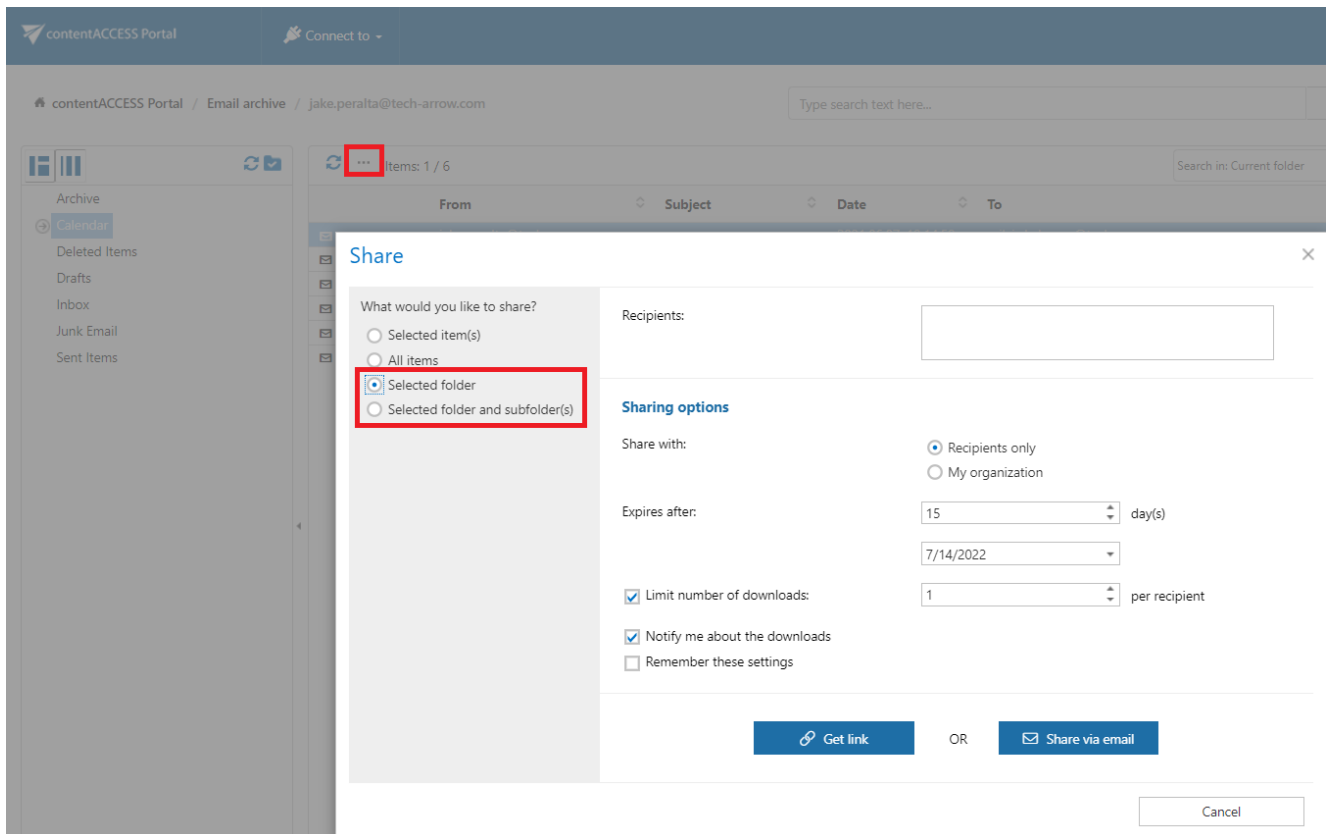 contentACCESS Portal
Connect to
contentACCESS Portal / Email archive / jake.peralta@tech-arrow.com
Type search text here...
Items: 1 / 6
Search in: Current folder
Archive
Calendar
Deleted Items
Drafts
Inbox
Junk Email
Sent Items
From Subject Date To
Share
What would you like to share?
Selected item(s)
All items
Selected folder
Selected folder and subfolder(s)
Recipients:
Sharing options
Share with:
Recipients only
My organization
Expires after:
15 day(s)
7/14/2022
Limit number of downloads: 1 per recipient
Notify me about the downloads
Remember these settings
Get link OR Share via email
Cancel